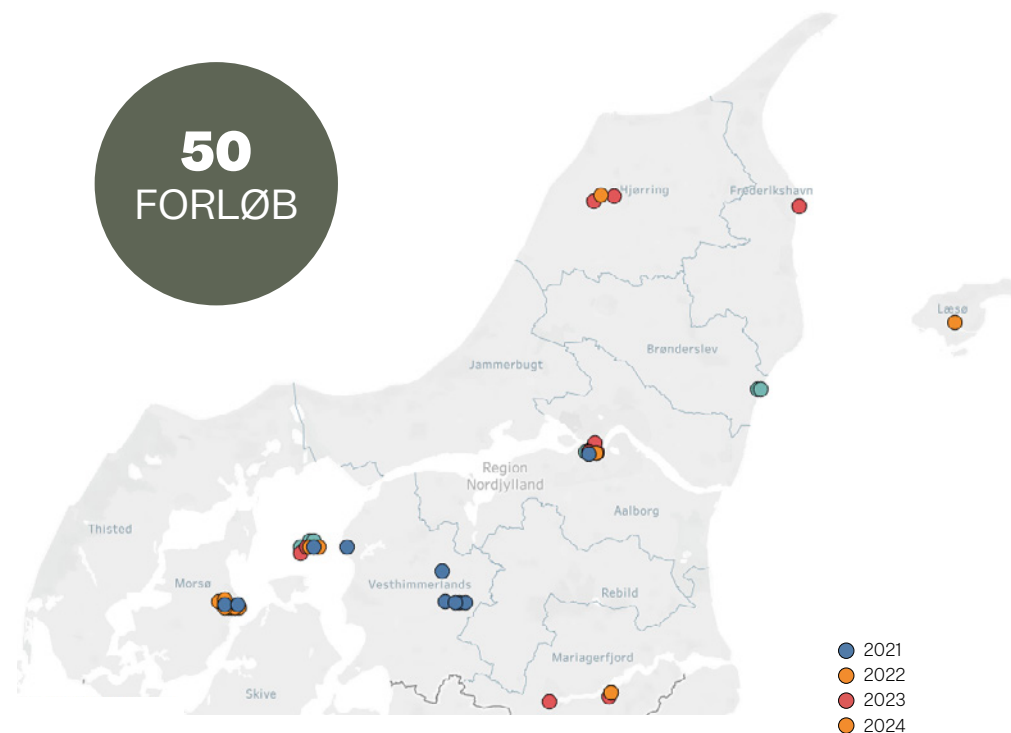 50
FORLØB
Hjørring
Frederikshavn
Læsø
Brønderslev
Jammerbugt
Region
Nordjylland
Aalborg
Thisted
Morsø
Vesthimmerlands
Rebild
Mariagerfjord
Skive
2021
2022
2023
2024